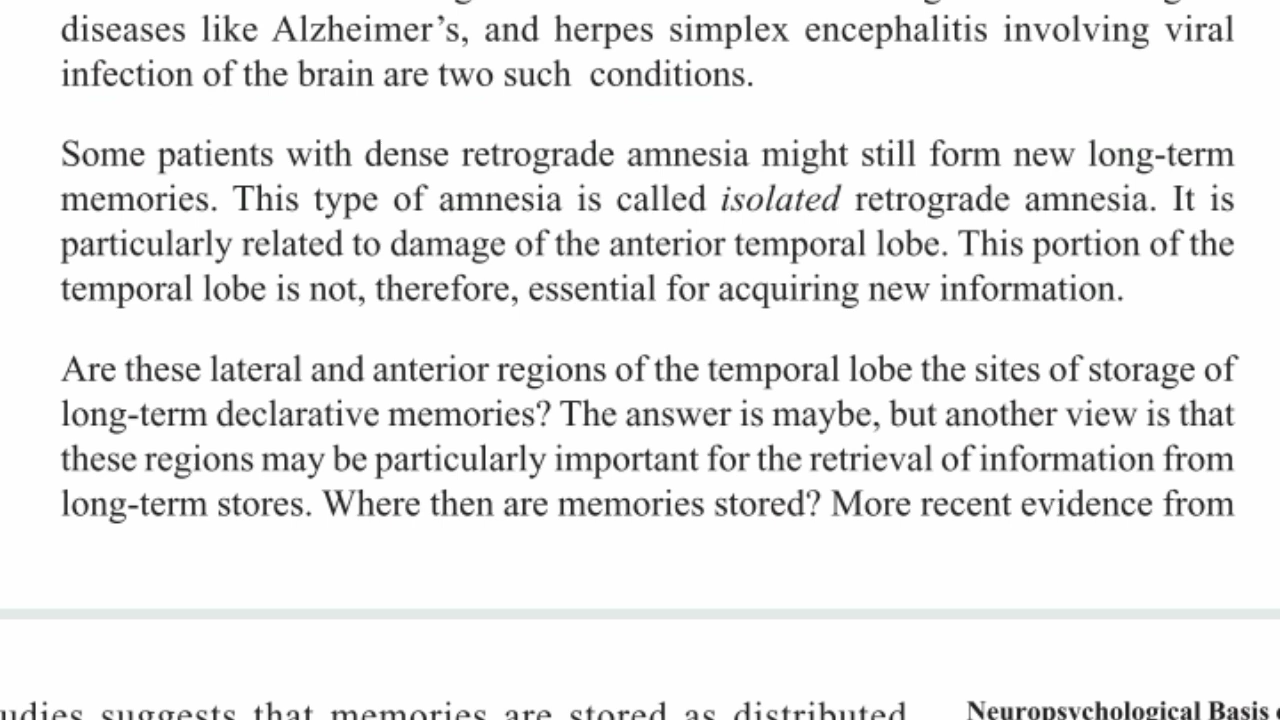 diseases like Alzheimer’s, and herpes simplex encephalitis involving viral
infection of the brain are two such conditions.
Some patients with dense retrograde amnesia might still form new long-term
memories. This type of amnesia is called isolated retrograde amnesia. It is
particularly related to damage of the anterior temporal lobe. This portion of the
temporal lobe is not, therefore, essential for acquiring new information.
Are these lateral and anterior regions of the temporal lobe the sites of storage of
long-term declarative memories? The answer is maybe, but another view is that
these regions may be particularly important for the retrieval of information from
long-term stores. Where then are memories stored? More recent evidence from
udies suggests that memories are stored as distributed
Neuropsychological Basis